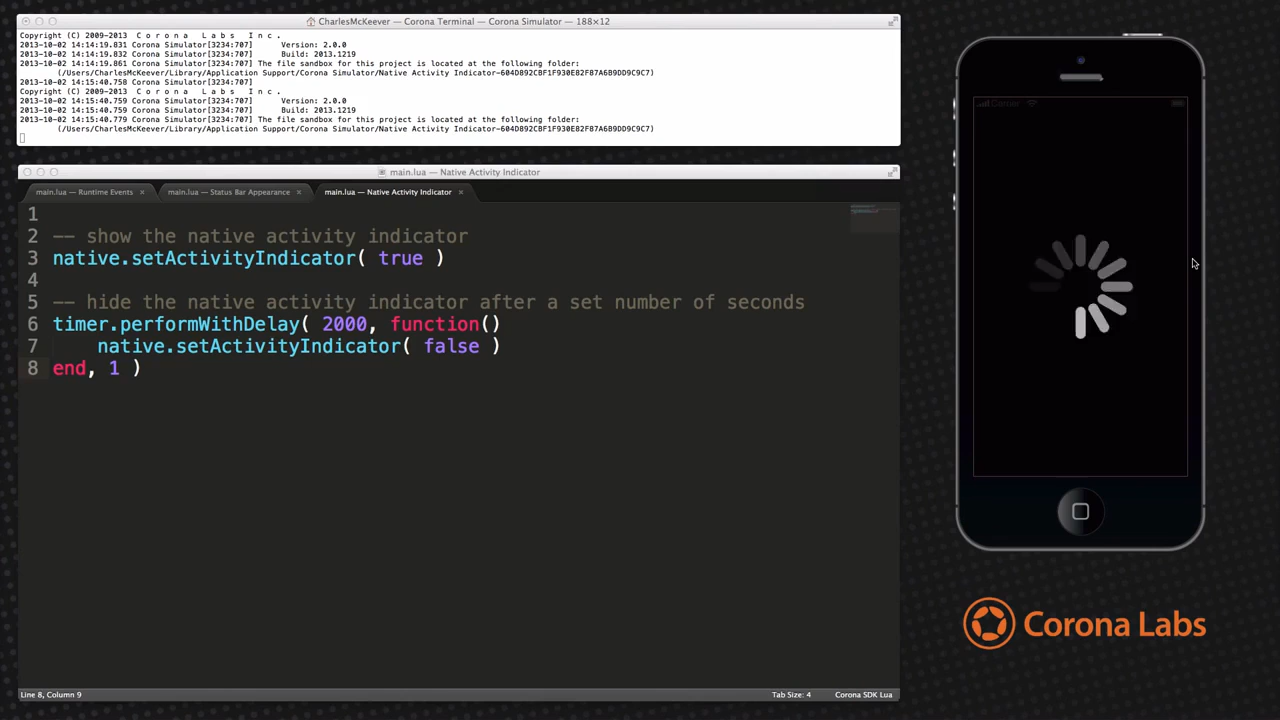 CharlesMcKeever — Corona Terminal — Corona Simulator — 188×12
Copyright (C) 2009-2013 C o r o n a L a b s I n c .
2013-10-02 14:14:19.831 Corona Simulator[3234:707] Version: 2.0.0
2013-10-02 14:14:19.832 Corona Simulator[3234:707] Build: 2013.1219
2013-10-02 14:14:19.861 Corona Simulator[3234:707] The file sandbox for this project is located at the following folder:
(/Users/CharlesMcKeever/Library/Application Support/Corona Simulator/Native Activity Indicator-604D892CBF1F930E82F87A6B9DD9C9C7)
2013-10-02 14:15:40.758 Corona Simulator[3234:707]
Copyright (C) 2009-2013 C o r o n a L a b s I n c .
2013-10-02 14:15:40.759 Corona Simulator[3234:707] Version: 2.0.0
2013-10-02 14:15:40.759 Corona Simulator[3234:707] Build: 2013.1219
2013-10-02 14:15:40.779 Corona Simulator[3234:707] The file sandbox for this project is located at the following folder:
(/Users/CharlesMcKeever/Library/Application Support/Corona Simulator/Native Activity Indicator-604D892CBF1F930E82F87A6B9DD9C9C7)
main.lua — Native Activity Indicator
main.lua — Runtime Events × main.lua — Status Bar Appearance × main.lua — Native Activity Indicator ×
1
2 -- show the native activity indicator
3 native.setActivityIndicator( true )
4
5 -- hide the native activity indicator after a set number of seconds
6 timer.performWithDelay( 2000, function()
7 native.setActivityIndicator( false )
8 end, 1 )
Line 8, Column 9 Tab Size: 4 Corona SDK Lua
Carrier
Corona Labs